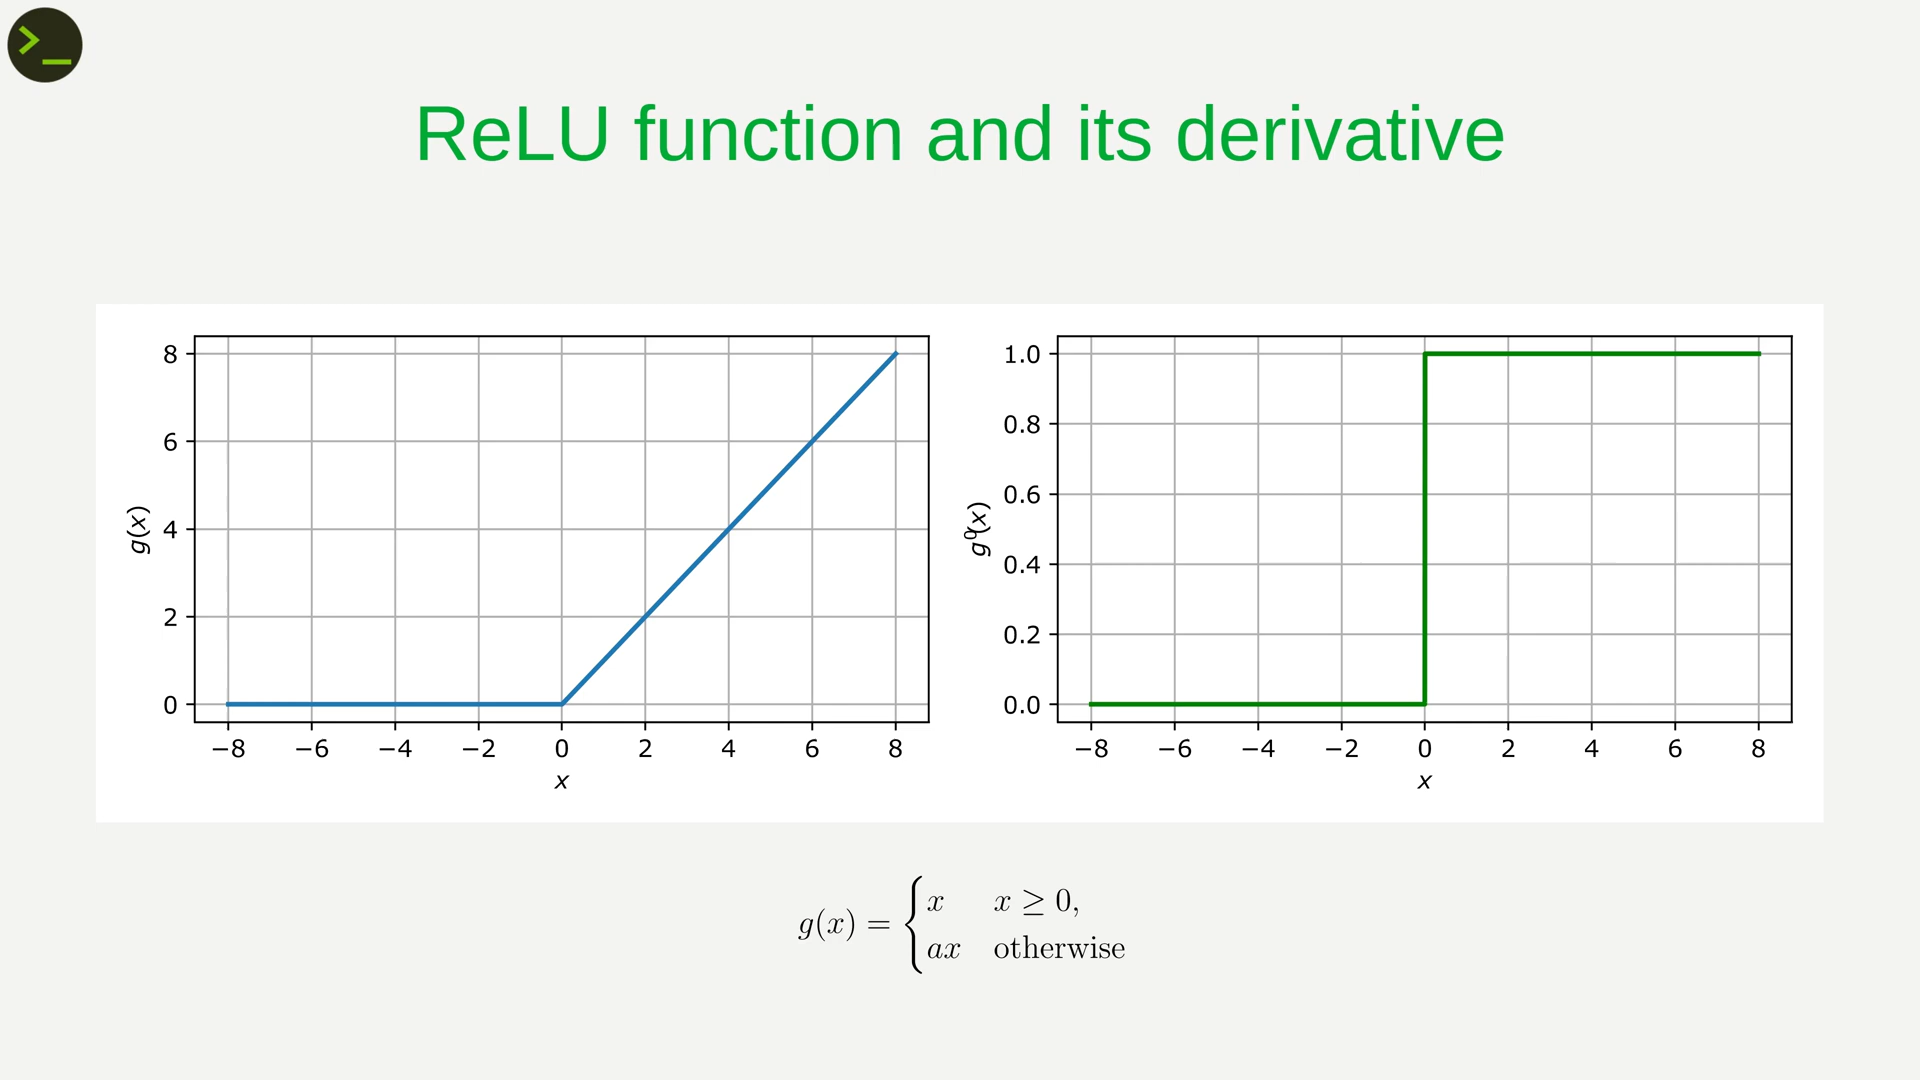 >_
ReLU function and its derivative
8
6
4
2
0
g(x)
−8 −6 −4 −2 0 2 4 6 8
x
1.0
0.8
0.6
0.4
0.2
0.0
g⁰(x)
−8 −6 −4 −2 0 2 4 6 8
x
g(x) = { x x ≥ 0,
ax otherwise